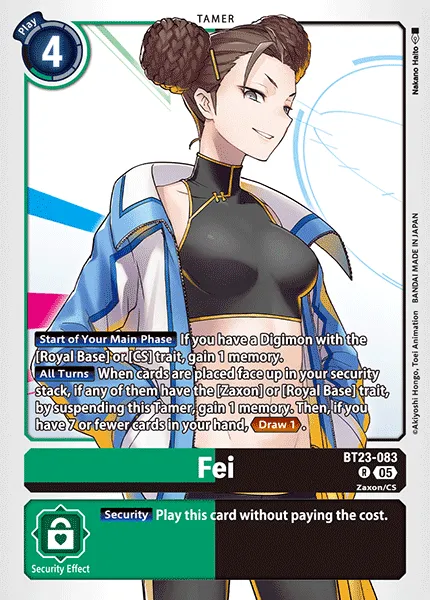 TAMER
Play
4
Nakano Haito
Start of Your Main Phase If you have a Digimon with the
[Royal Base] or [CS] trait, gain 1 memory.
All Turns When cards are placed face up in your security
stack, if any of them have the [Zaxon] or [Royal Base] trait,
by suspending this Tamer, gain 1 memory. Then, if you
have 7 or fewer cards in your hand, Draw 1 .
©Akiyoshi Hongo, Toei Animation BANDAI MADE IN JAPAN
Fei
BT23-083
R 05
Zaxon/CS
Security Play this card without paying the cost.
Security Effect